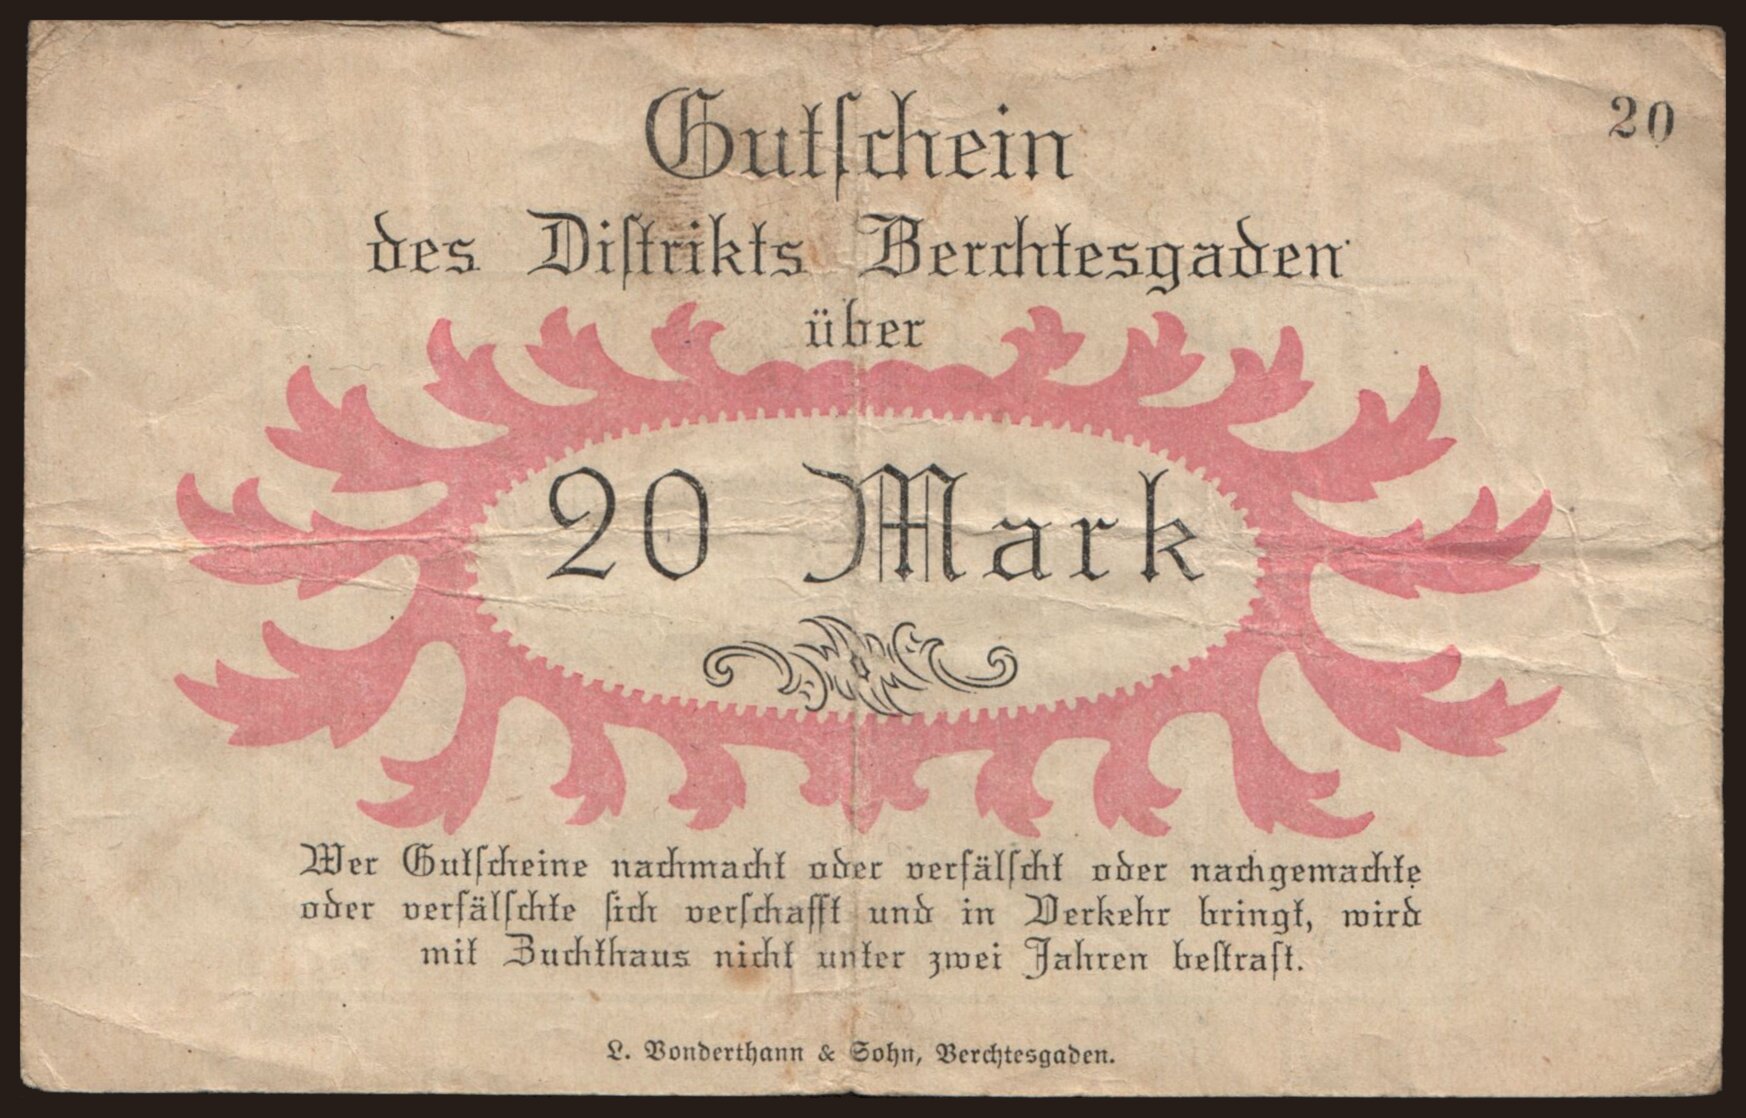 20
Gutschein
des Distrikts Berchtesgaden
über
20 Mark
Wer Gutscheine nachmacht oder verfälscht oder nachgemachte
oder verfälschte sich verschafft und in Verkehr bringt, wird
mit Zuchthaus nicht unter zwei Jahren bestraft.
L. Vonderthann & Sohn, Berchtesgaden.